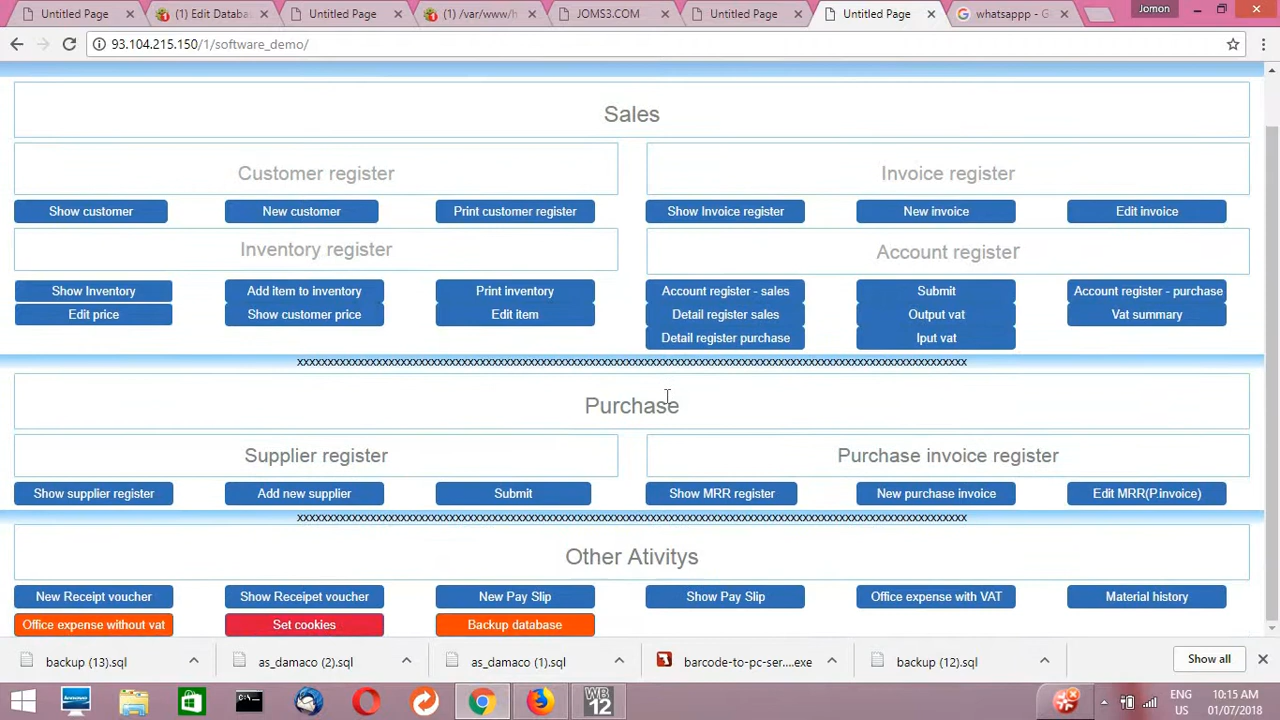 Untitled Page
(1) Edit Databa
Untitled Page
(1) /var/www/h
JOMS3.COM
Untitled Page
Untitled Page
whatsappp - G
Jomon
93.104.215.150/1/software_demo/
Sales
Customer register
Invoice register
Show customer
New customer
Print customer register
Show Invoice register
New invoice
Edit invoice
Inventory register
Account register
Show Inventory
Add item to inventory
Print inventory
Account register - sales
Submit
Account register - purchase
Edit price
Show customer price
Edit item
Detail register sales
Output vat
Vat summary
Detail register purchase
Iput vat
Purchase
Supplier register
Purchase invoice register
Show supplier register
Add new supplier
Submit
Show MRR register
New purchase invoice
Edit MRR(P.invoice)
Other Ativitys
New Receipt voucher
Show Receipet voucher
New Pay Slip
Show Pay Slip
Office expense with VAT
Material history
Office expense without vat
Set cookies
Backup database
backup (13).sql
as_damaco (2).sql
as_damaco (1).sql
barcode-to-pc-ser....exe
backup (12).sql
Show all
WB 12
ENG
US
10:15 AM
01/07/2018